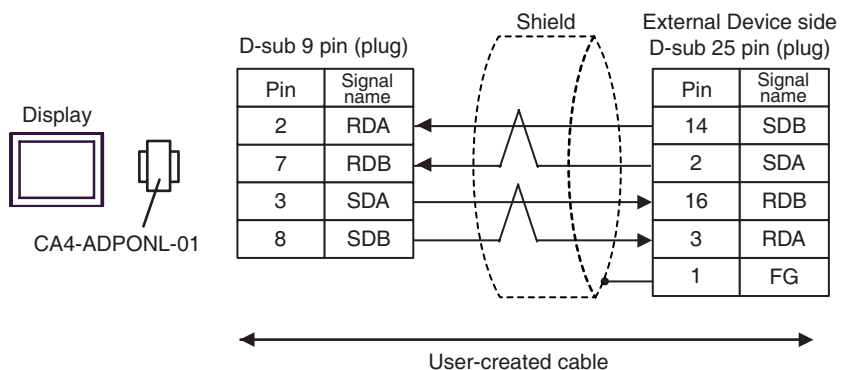 Shield
External Device side
D-sub 9 pin (plug)
D-sub 25 pin (plug)
Pin Signal name Pin Signal name
Display
2 RDA 14 SDB
7 RDB 2 SDA
3 SDA 16 RDB
8 SDB 3 RDA
1 FG
CA4-ADPONL-01
User-created cable